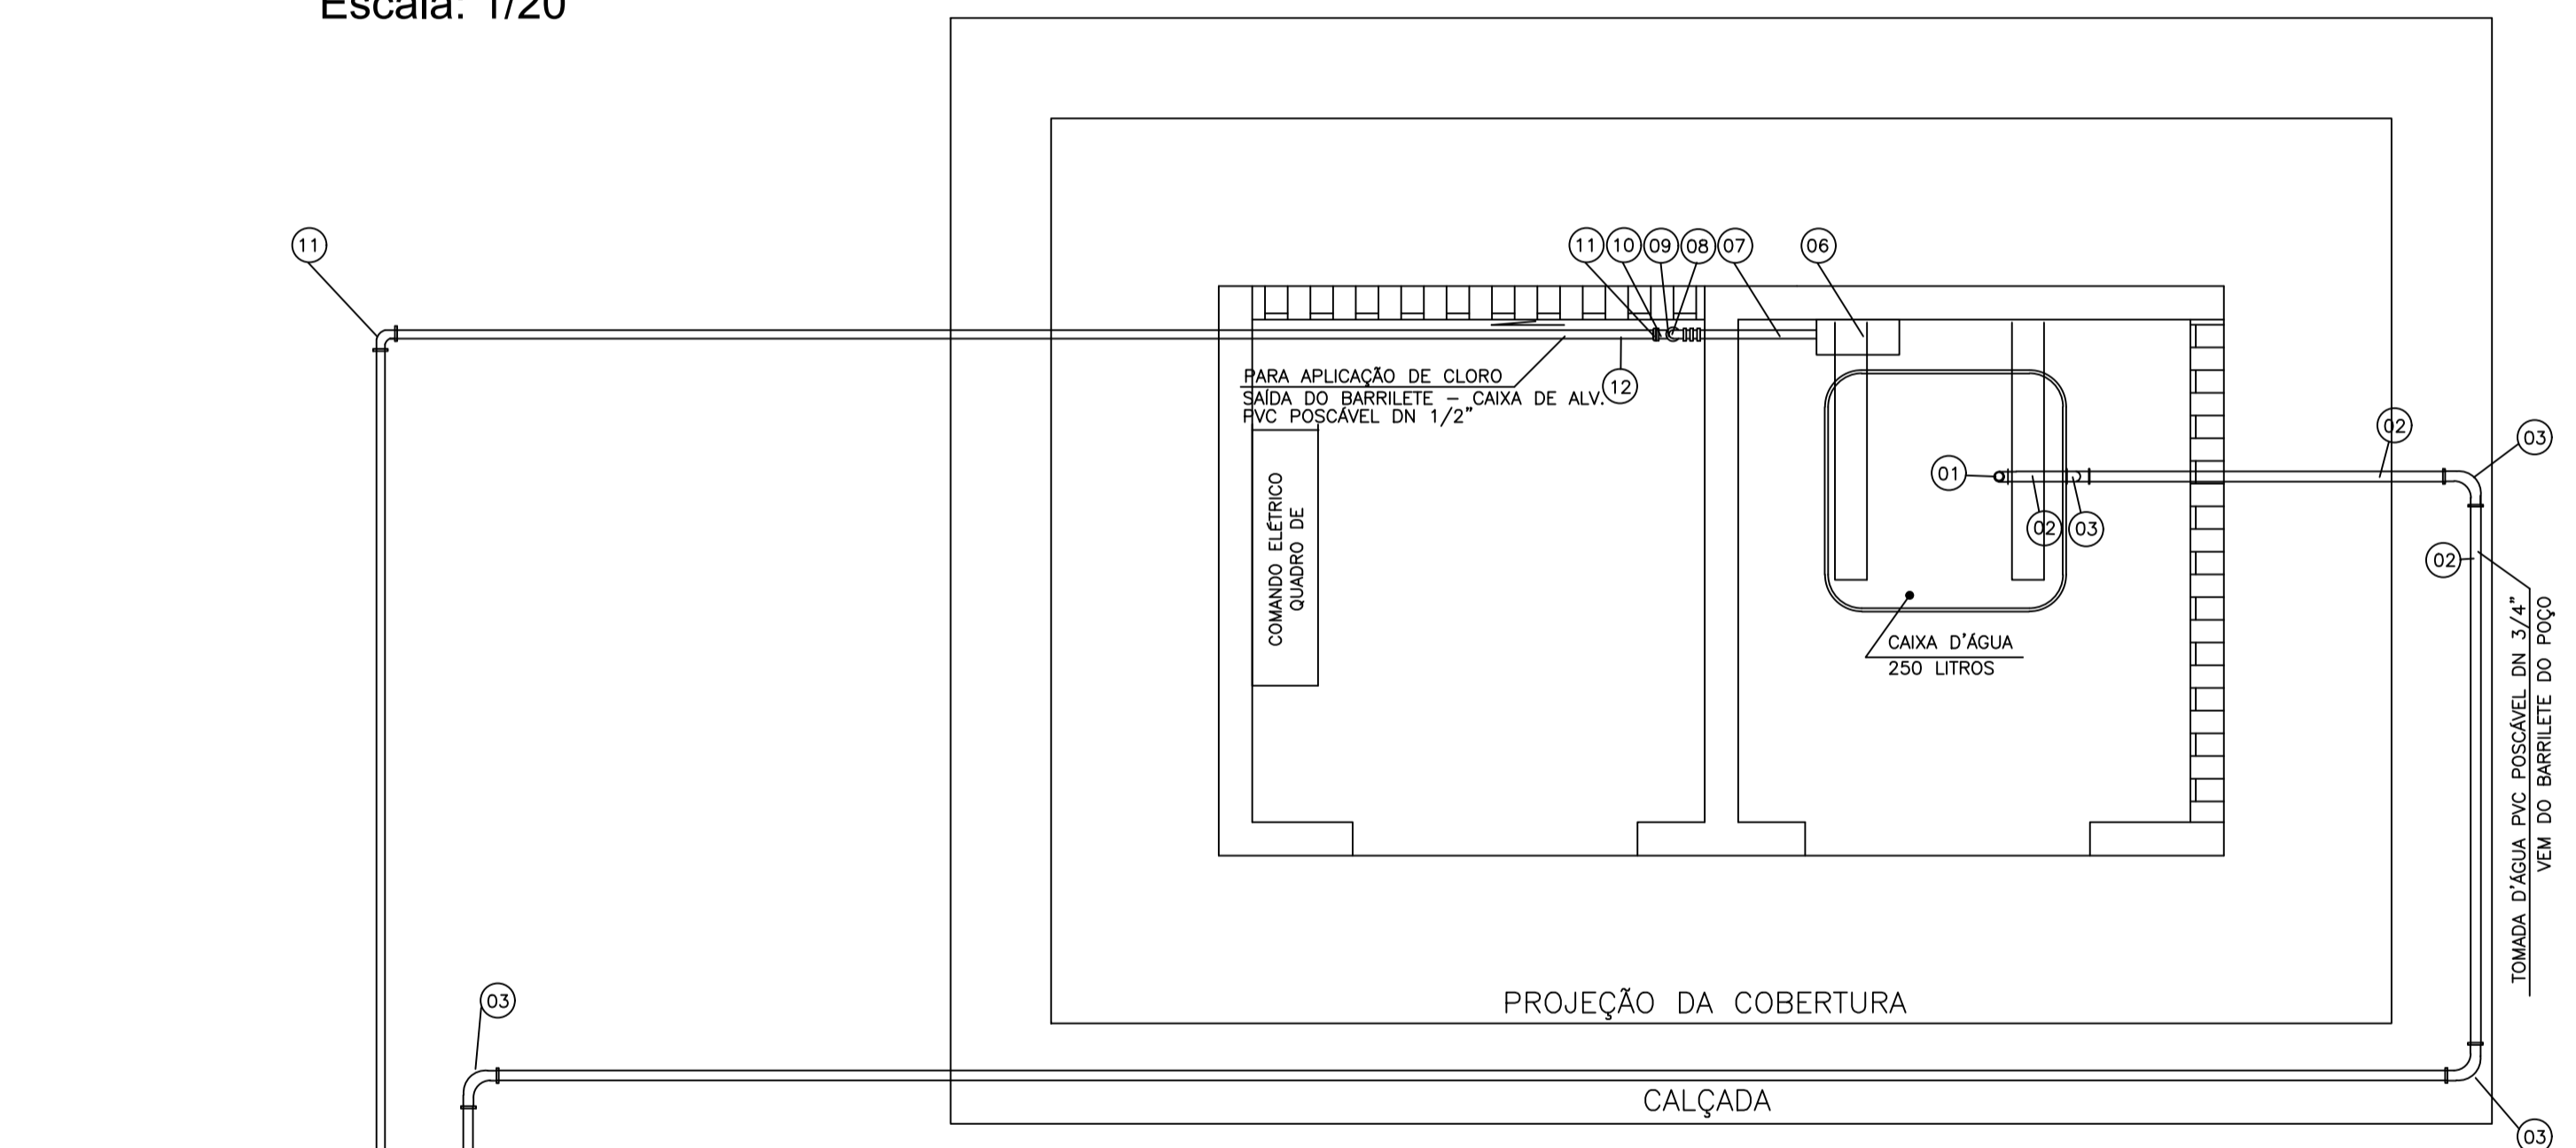 Escala: 1/20
11
11
10
09
08
07
06
PARA APLICAÇÃO DE CLORO
SAÍDA DO BARRILETE – CAIXA DE ALV.
PVC POSCÁVEL DN 1/2"
12
02
03
01
02
03
02
COMANDO ELÉTRICO
QUADRO DE
CAIXA D'ÁGUA
250 LITROS
TOMADA D'ÁGUA PVC POSCÁVEL DN 3/4"
VEM DO BARRILETE DO POÇO
03
PROJEÇÃO DA COBERTURA
CALÇADA
03